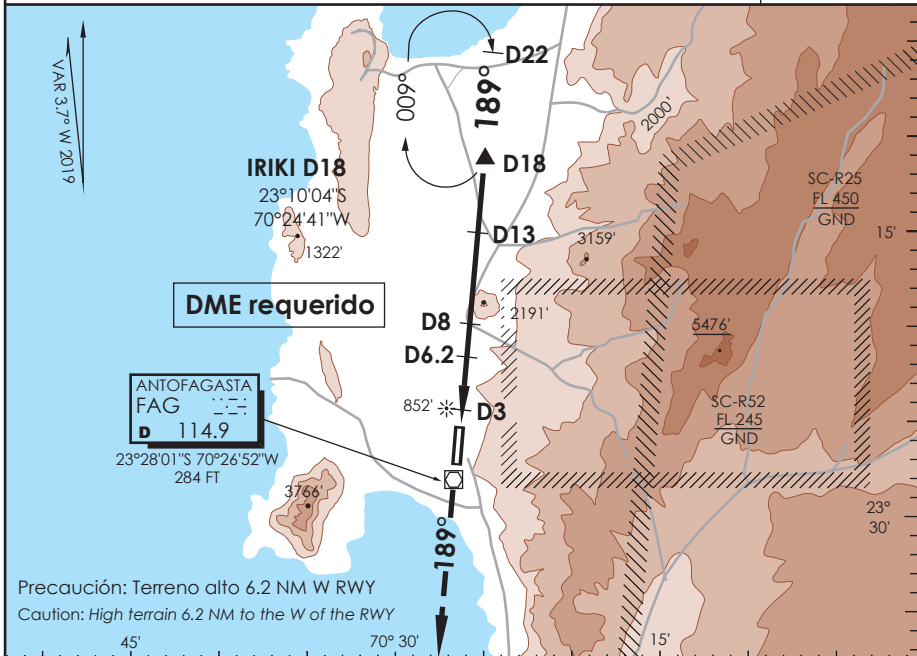 VAR 3.7° W 2019
009°
189°
D22
2000'
IRIKI D18
23°10'04"S
70°24'41"W
D18
SC-R25
FL 450
GND
1322'
D13
3159'
15'
DME requerido
2191'
D8
5476'
D6.2
ANTOFAGASTA
FAG
D 114.9
852'
D3
SC-R52
FL 245
GND
23°28'01"S 70°26'52"W
284 FT
3766'
23°
30'
189°
Precaución: Terreno alto 6.2 NM W RWY
Caution: High terrain 6.2 NM to the W of the RWY
45'
70° 30'
15'